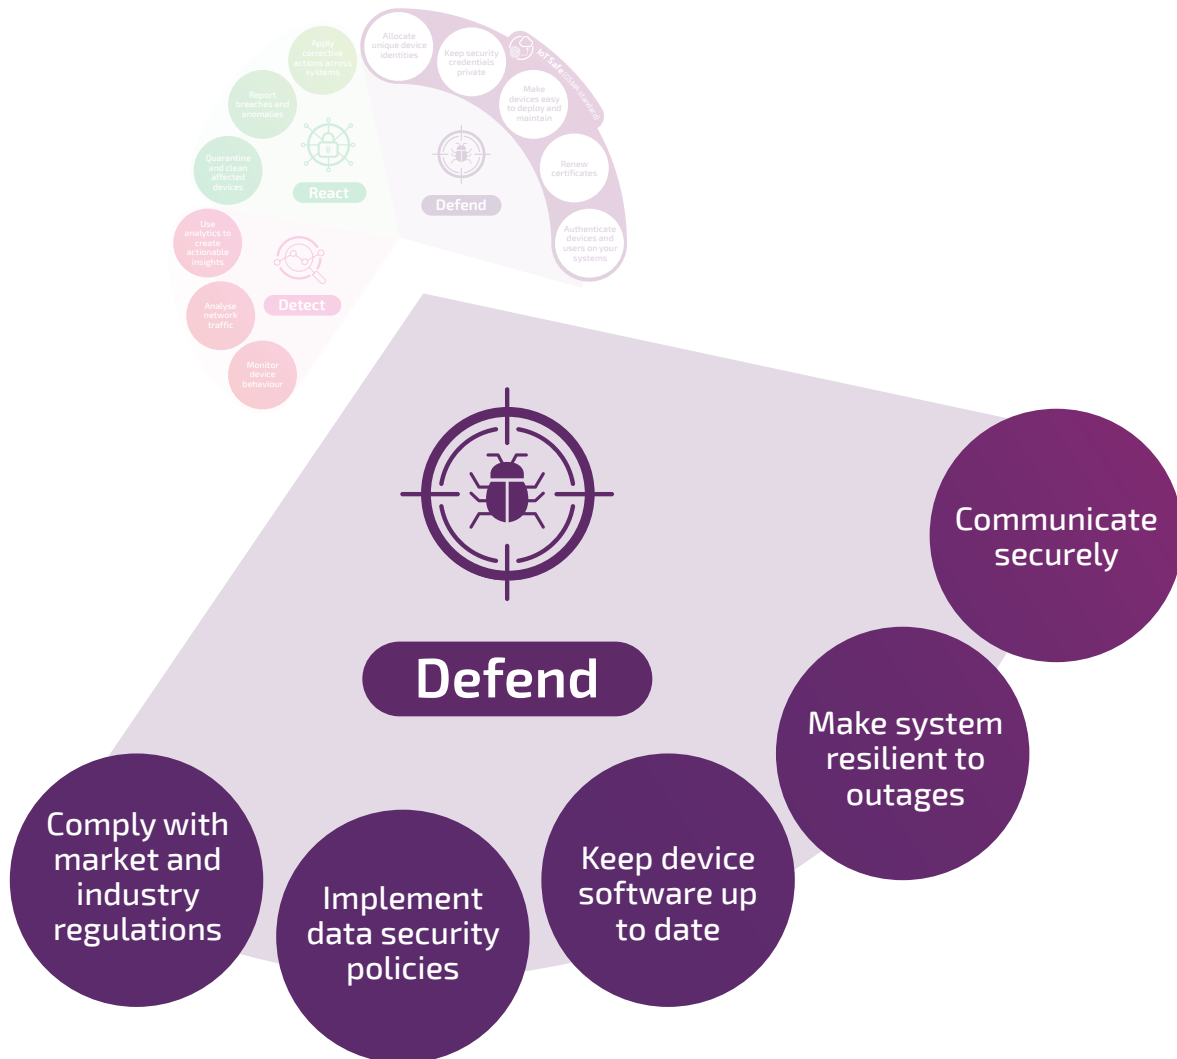 Allocate
unique device
identities
Keep security
credentials
private
IoT Safe (GSMA standard)
Make
devices easy
to deploy and
maintain
Renew
certificates
Authenticate
devices and
users on your
systems
Defend
Apply
corrective
actions across
systems
Report
breaches and
anomalies
Quarantine
and clean
affected
devices
React
Use
analytics to
create
actionable
insights
Analyse
network
traffic
Monitor
device
behaviour
Detect
Defend
Communicate
securely
Make system
resilient to
outages
Keep device
software up
to date
Implement
data security
policies
Comply with
market and
industry
regulations